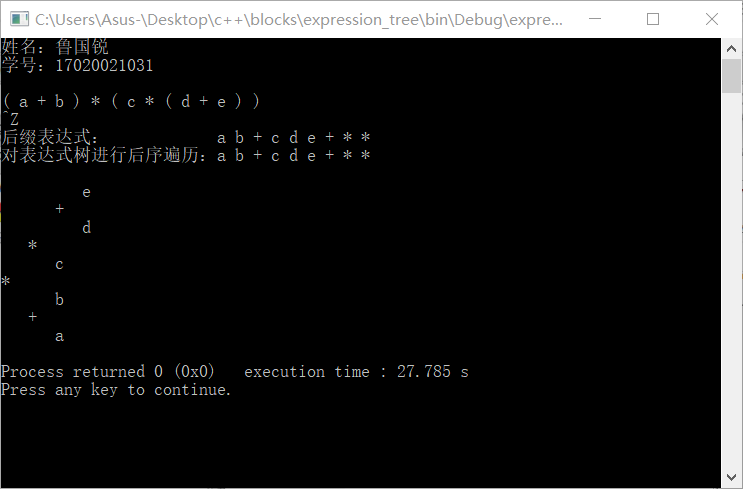 C:\Users\Asus-\Desktop\c++\blocks\expression_tree\bin\Debug\expre...
姓名：鲁国锐
学号：17020021031
( a + b ) * ( c * ( d + e ) )
^Z
后缀表达式：            a b + c d e + * *
对表达式树进行后序遍历：a b + c d e + * *
         e
      +
         d
   *
      c
*
      b
   +
      a
Process returned 0 (0x0)   execution time : 27.785 s
Press any key to continue.